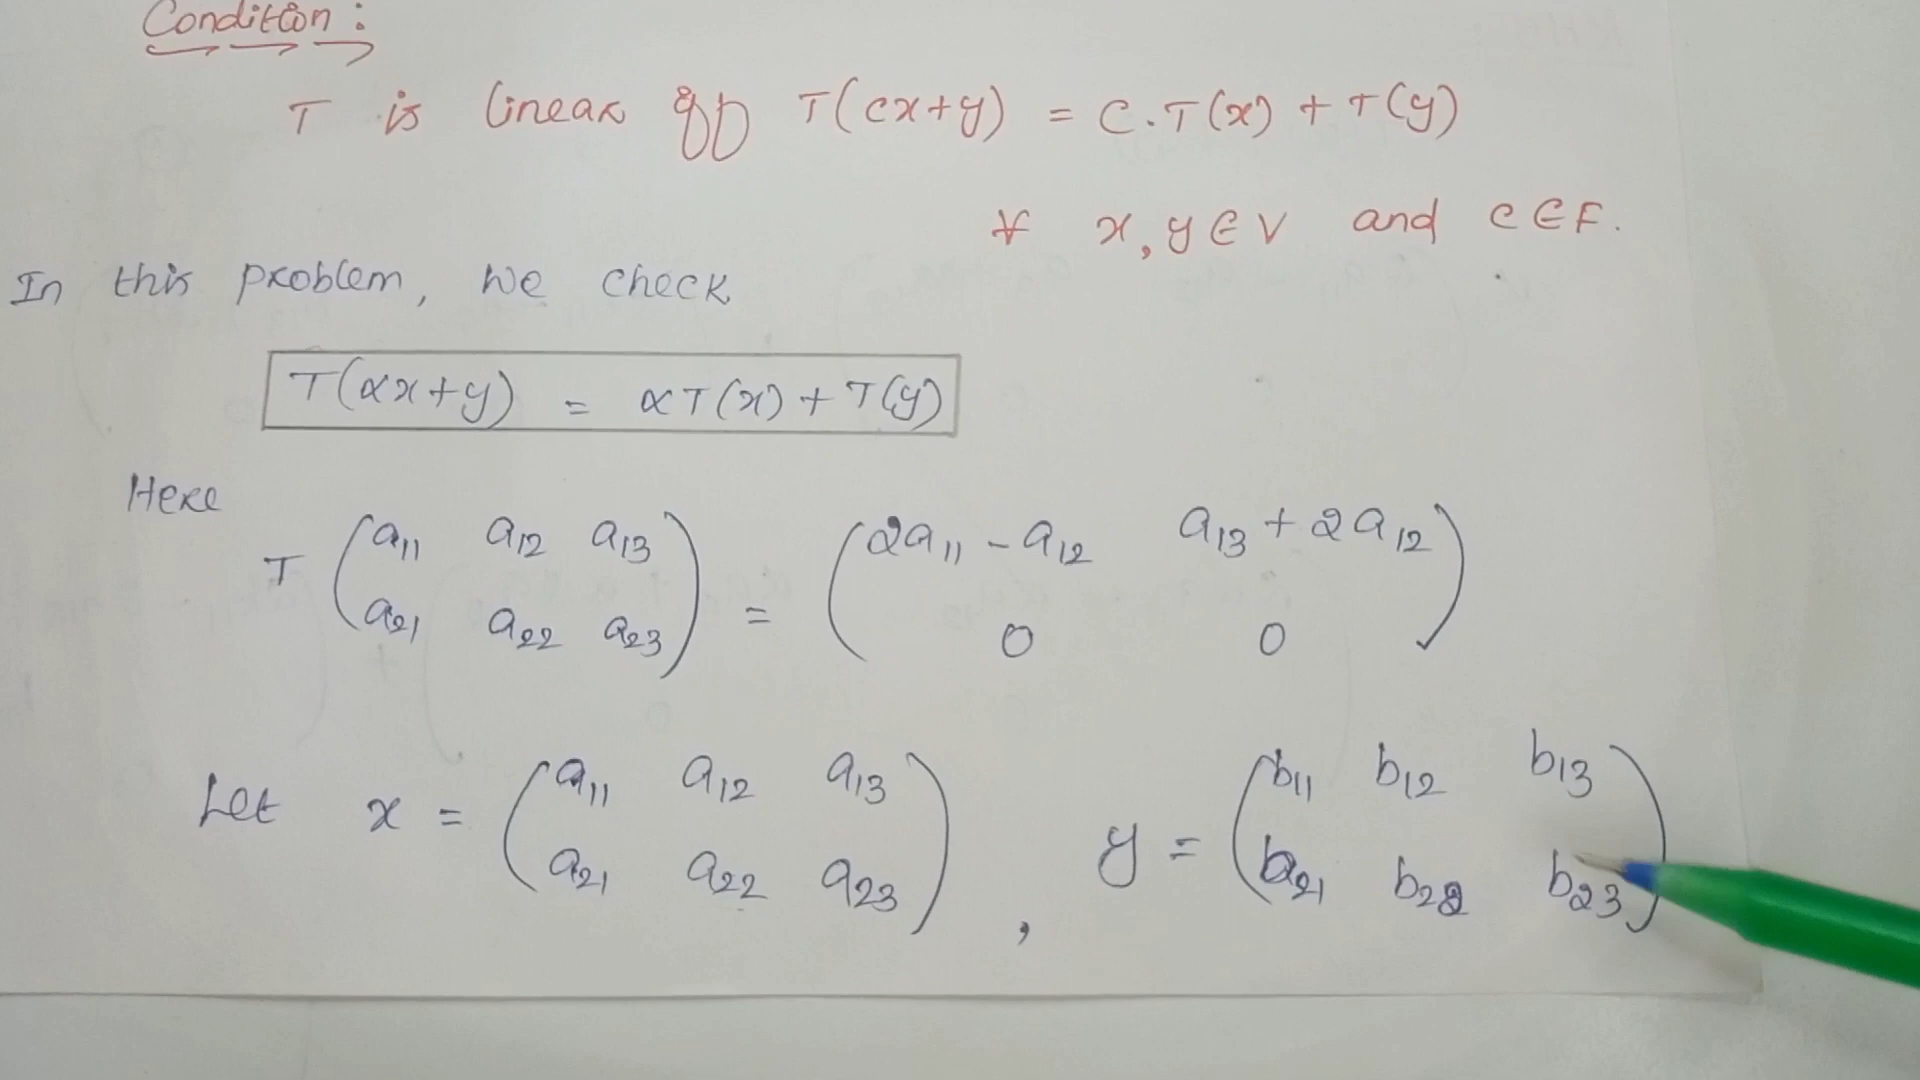 Condition:
T is linear iff T(cx+y) = c.T(x) + T(y)
∀ x, y ∈ V and c ∈ F.
In this problem, we check
T(αx+y) = αT(x) + T(y)
Here
T ( a11 a12 a13 ) = ( 2a11 - a12 a13 + 2a12 )
( a21 a22 a23 ) ( 0 0 )
Let x = ( a11 a12 a13 ) , y = ( b11 b12 b13 )
( a21 a22 a23 ) ( b21 b22 b23 )